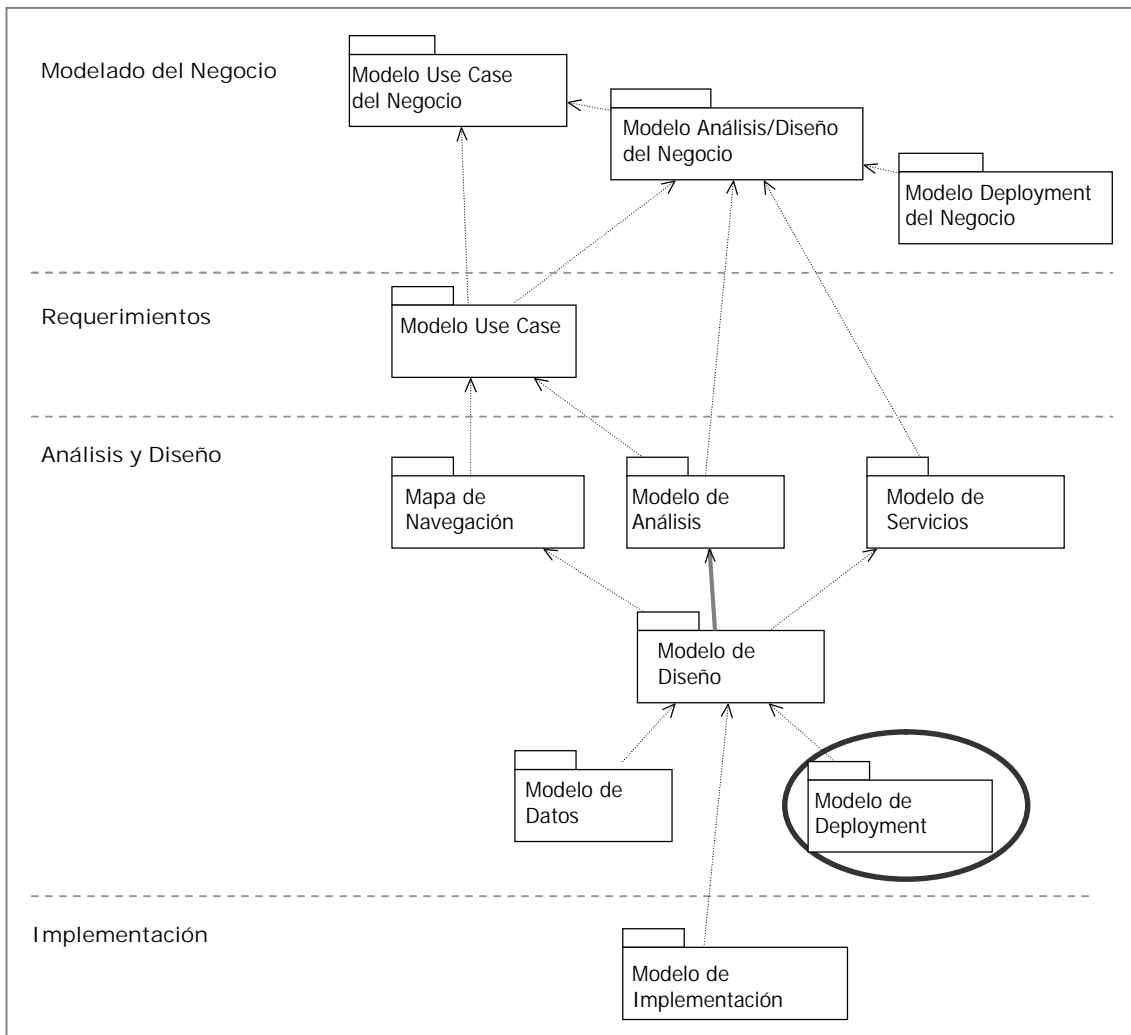 Modelado del Negocio
Modelo Use Case
del Negocio
Modelo Análisis/Diseño
del Negocio
Modelo Deployment
del Negocio
Requerimientos
Modelo Use Case
Análisis y Diseño
Mapa de
Navegación
Modelo de
Análisis
Modelo de
Servicios
Modelo de
Diseño
Modelo de
Datos
Modelo de
Deployment
Implementación
Modelo de
Implementación